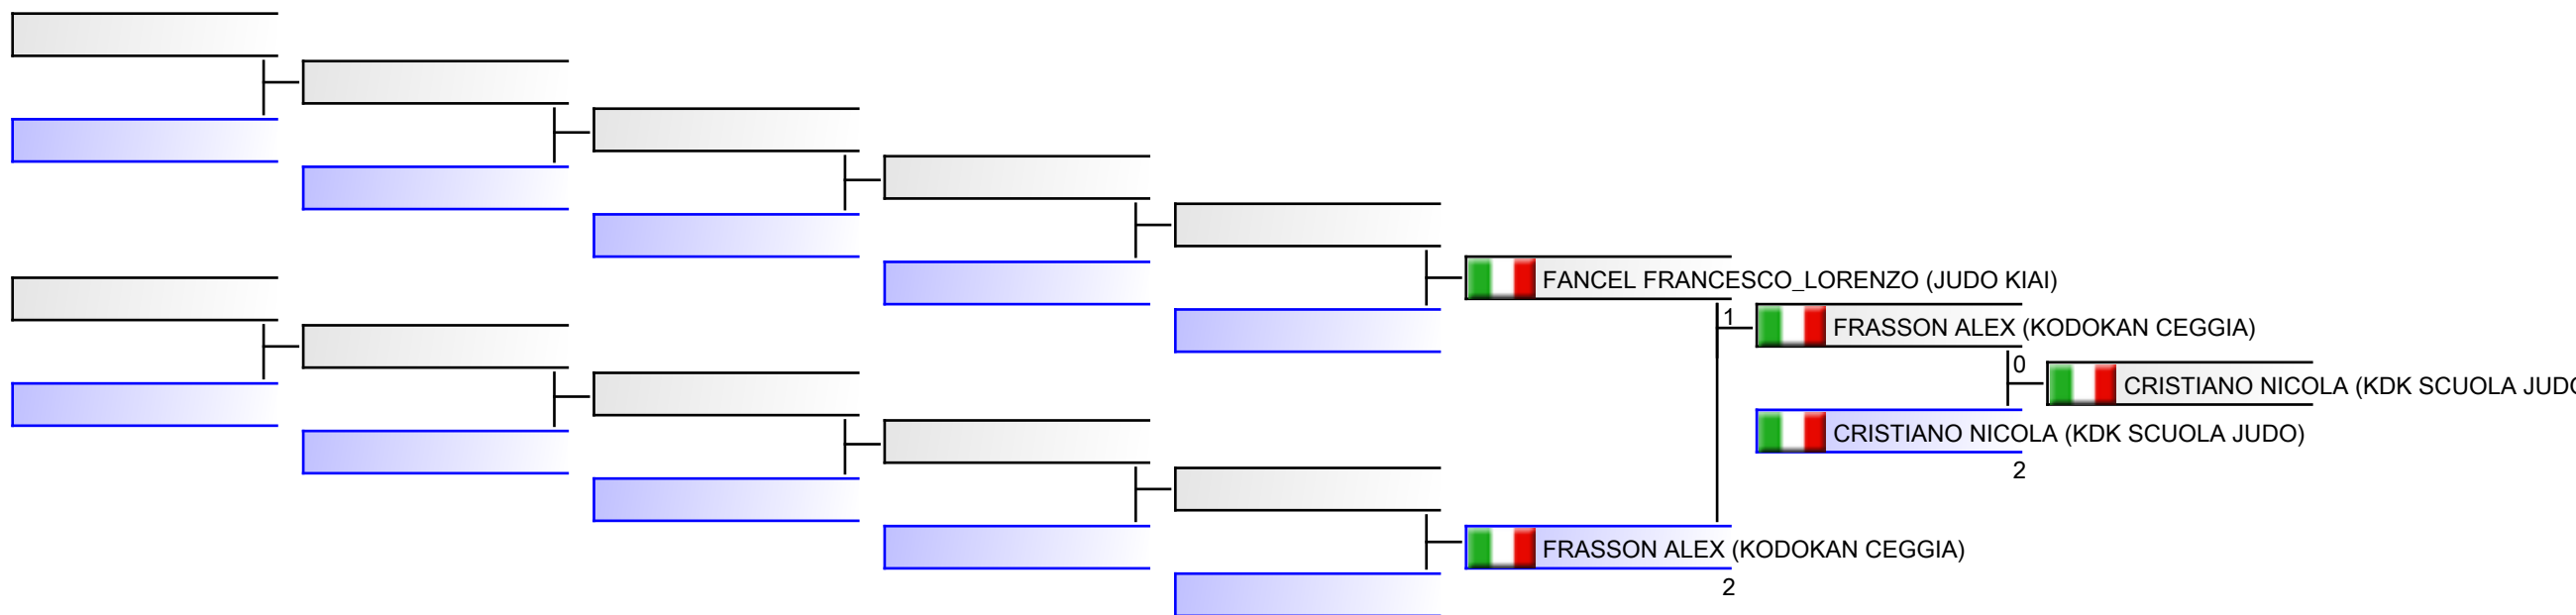 FANCEL FRANCESCO_LORENZO (JUDO KIAI)
1
FRASSON ALEX (KODOKAN CEGGIA)
0
CRISTIANO NICOLA (KDK SCUOLA JUDO
CRISTIANO NICOLA (KDK SCUOLA JUDO)
2
FRASSON ALEX (KODOKAN CEGGIA)
2